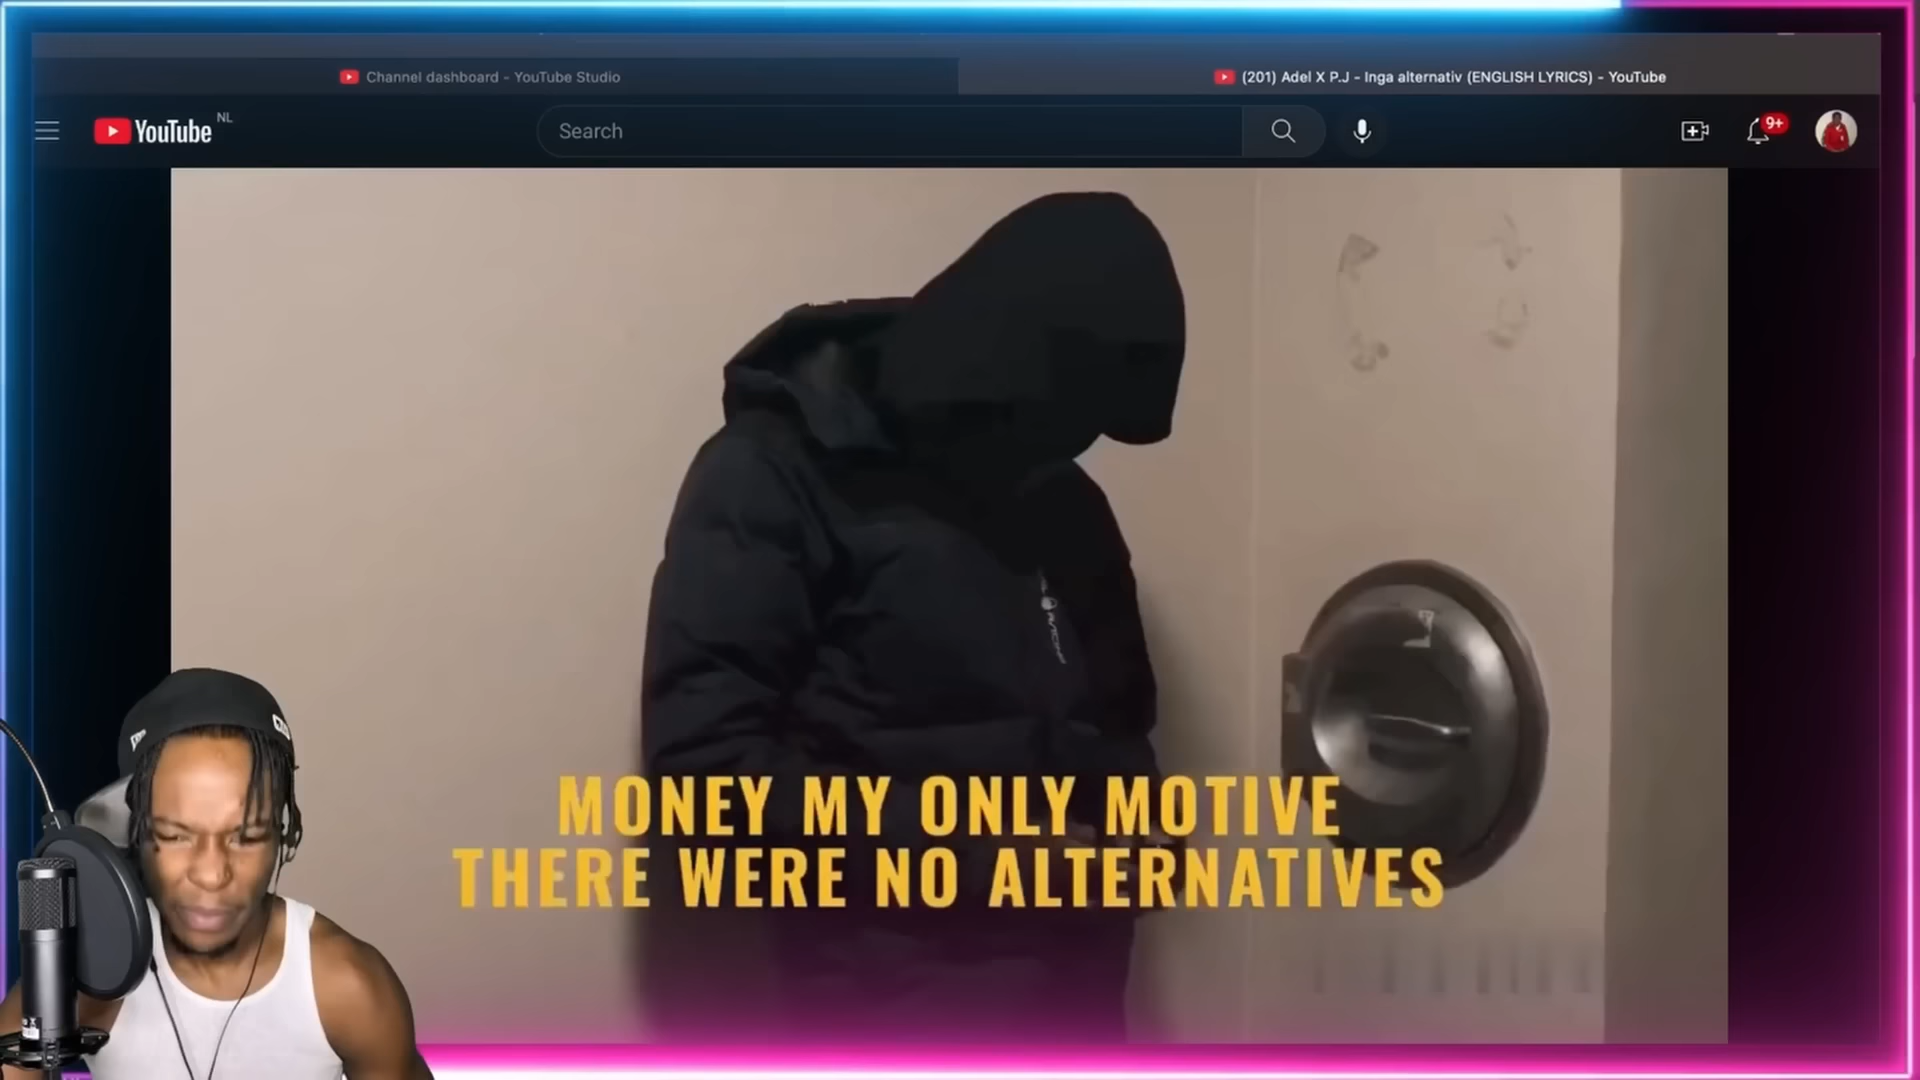 Channel dashboard - YouTube Studio
(201) Adel X P.J - Inga alternativ (ENGLISH LYRICS) - YouTube
YouTube NL
Search
9+
MONEY MY ONLY MOTIVE
THERE WERE NO ALTERNATIVES